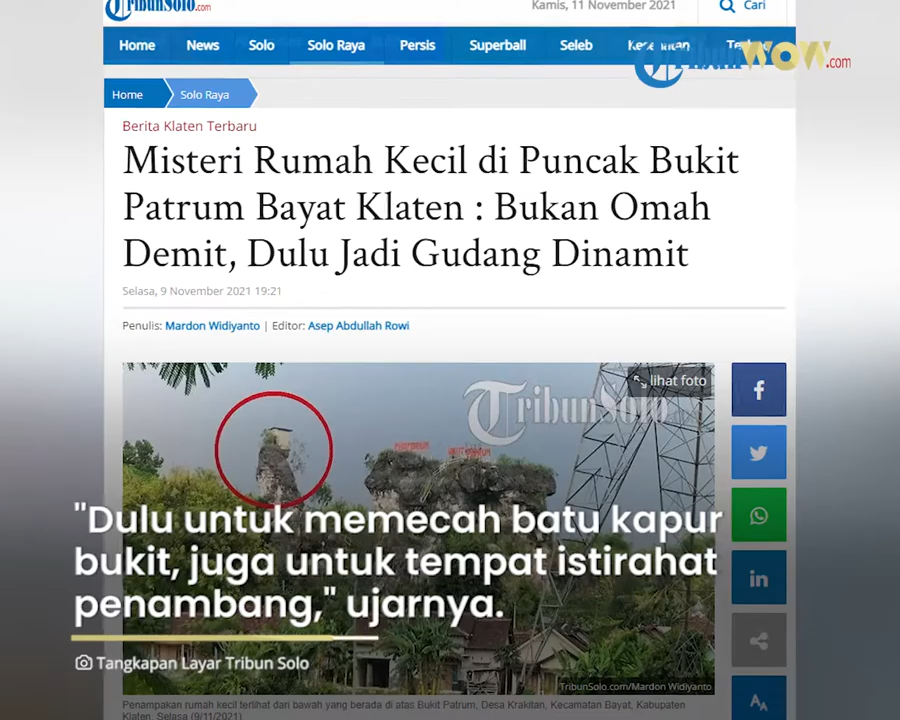 TribunSolo.com
Kamis, 11 November 2021
Cari
Home News Solo Solo Raya Persis Superball Seleb Kesehatan
TribunWOW.com
Home Solo Raya
Berita Klaten Terbaru
Misteri Rumah Kecil di Puncak Bukit
Patrum Bayat Klaten : Bukan Omah
Demit, Dulu Jadi Gudang Dinamit
Selasa, 9 November 2021 19:21
Penulis: Mardon Widiyanto | Editor: Asep Abdullah Rowi
lihat foto
TribunSolo
"Dulu untuk memecah batu kapur
bukit, juga untuk tempat istirahat
penambang," ujarnya.
Tangkapan Layar Tribun Solo
TribunSolo.com/Mardon Widiyanto
Penampakan rumah kecil terlihat dari bawah yang berada di atas Bukit Patrum, Desa Krakitan, Kecamatan Bayat, Kabupaten
Klaten, Selasa (9/11/2021)